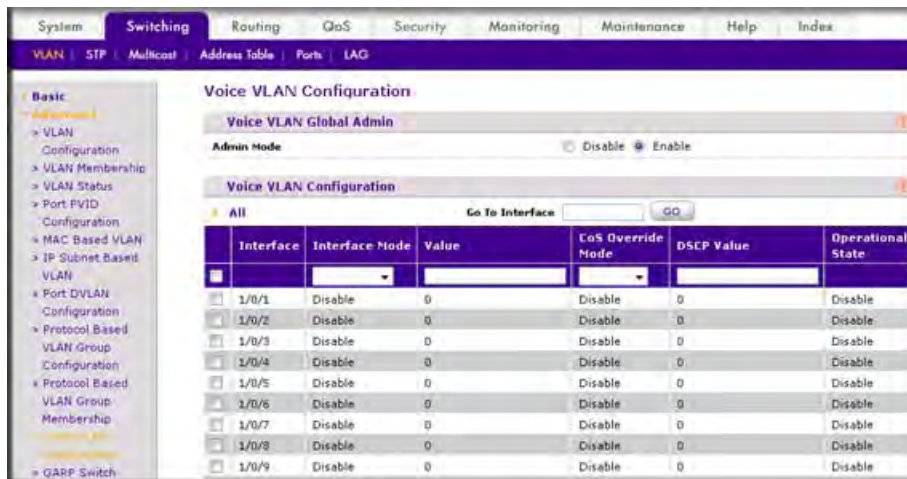 System Switching Routing QoS Security Monitoring Maintenance Help Index
VLAN STP Multicast Address Table Ports LAG
Basic
Advanced
» VLAN
Configuration
» VLAN Membership
» VLAN Status
» Port PVID
Configuration
» MAC Based VLAN
» IP Subnet Based
VLAN
» Port DVLAN
Configuration
» Protocol Based
VLAN Group
Configuration
» Protocol Based
VLAN Group
Membership
» GARP Switch
Voice VLAN Configuration
Voice VLAN Global Admin
Admin Mode Disable Enable
Voice VLAN Configuration
All Go To Interface GO
Interface Interface Mode Value CoS Override Mode DSCP Value Operational State
1/0/1 Disable 0 Disable 0 Disable
1/0/2 Disable 0 Disable 0 Disable
1/0/3 Disable 0 Disable 0 Disable
1/0/4 Disable 0 Disable 0 Disable
1/0/5 Disable 0 Disable 0 Disable
1/0/6 Disable 0 Disable 0 Disable
1/0/7 Disable 0 Disable 0 Disable
1/0/8 Disable 0 Disable 0 Disable
1/0/9 Disable 0 Disable 0 Disable